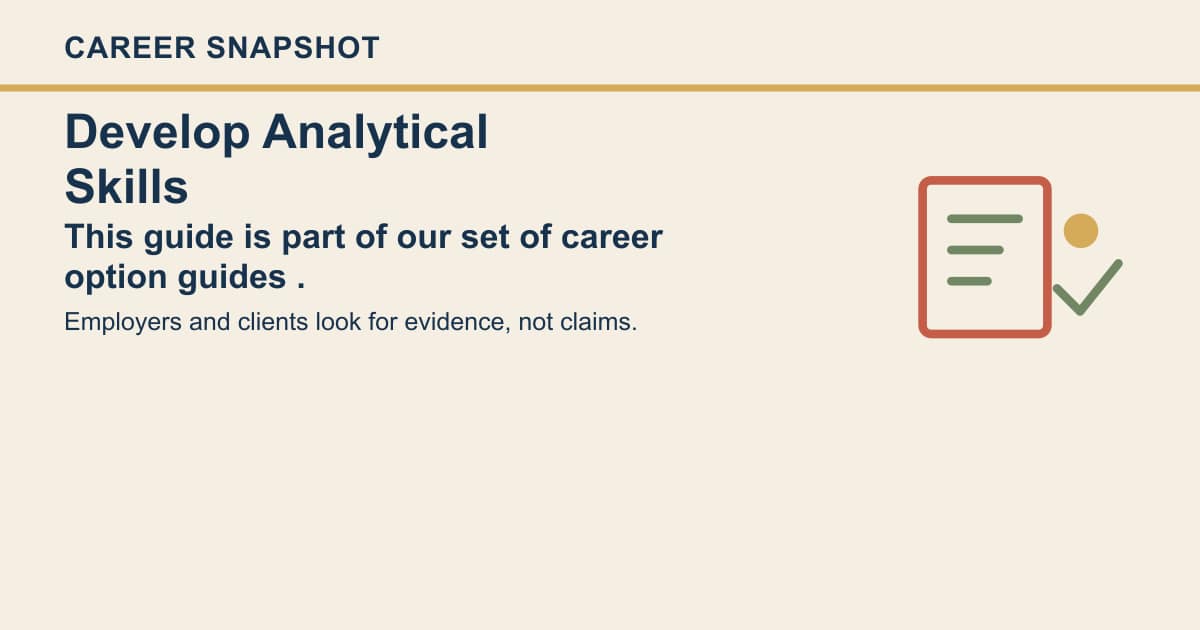 CAREER SNAPSHOT
Develop Analytical
Skills
This guide is part of our set of career
option guides .
Employers and clients look for evidence, not claims.